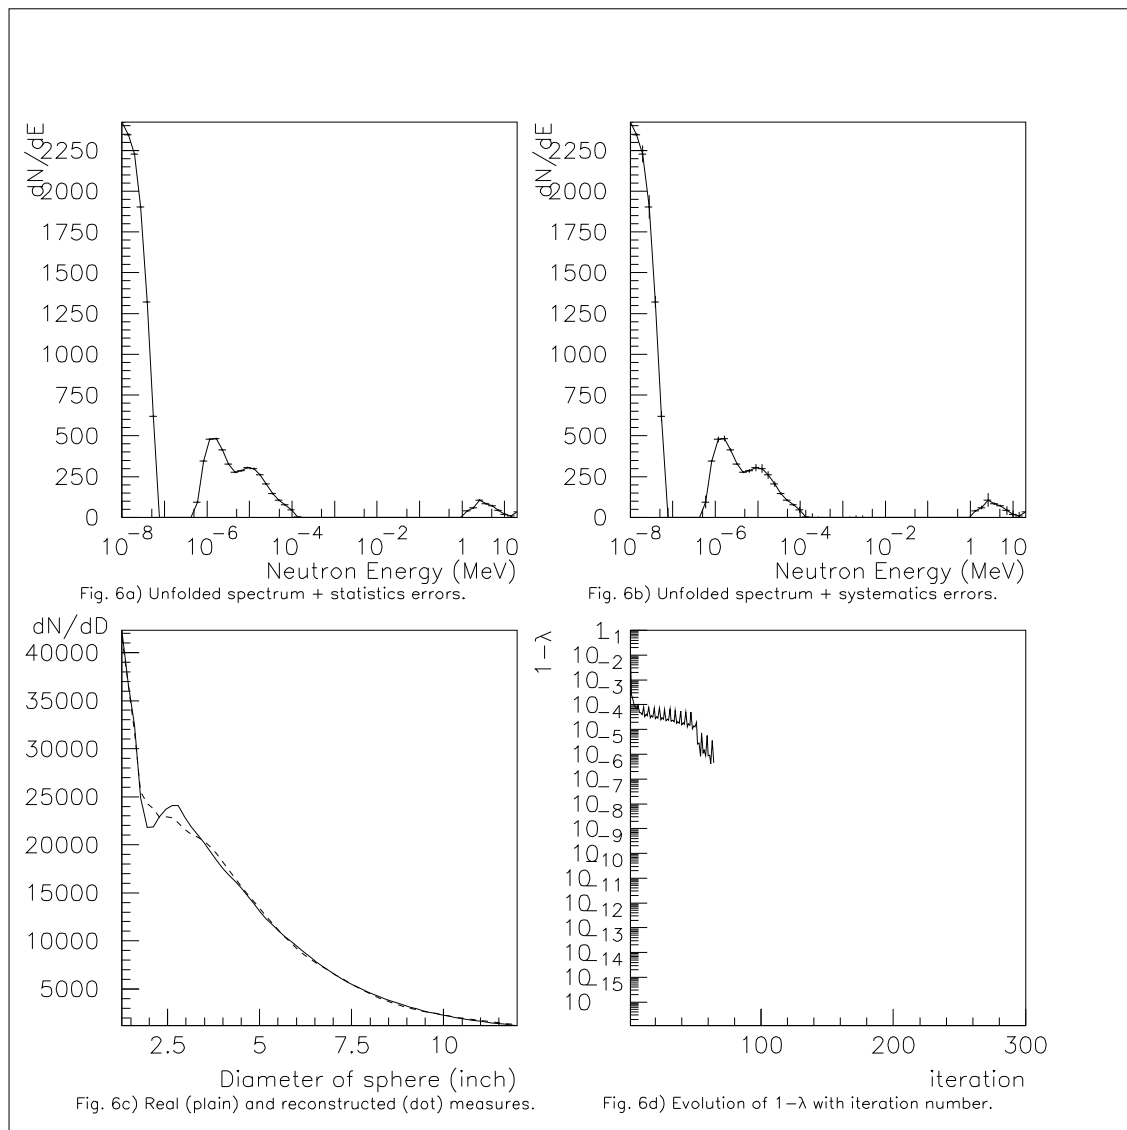 dN/dE
2250
2000
1750
1500
1250
1000
750
500
250
0
10-8 10-6 10-4 10-2 1 10
Neutron Energy (MeV)
Fig. 6a) Unfolded spectrum + statistics errors.
dN/dE
2250
2000
1750
1500
1250
1000
750
500
250
0
10-8 10-6 10-4 10-2 1 10
Neutron Energy (MeV)
Fig. 6b) Unfolded spectrum + systematics errors.
dN/dD
40000
35000
30000
25000
20000
15000
10000
5000
2.5 5 7.5 10
Diameter of sphere (inch)
Fig. 6c) Real (plain) and reconstructed (dot) measures.
1-λ
1
10-1
10-2
10-3
10-4
10-5
10-6
10-7
10-8
10-9
10-10
10-11
10-12
10-13
10-14
10-15
100 200 300
iteration
Fig. 6d) Evolution of 1-λ with iteration number.